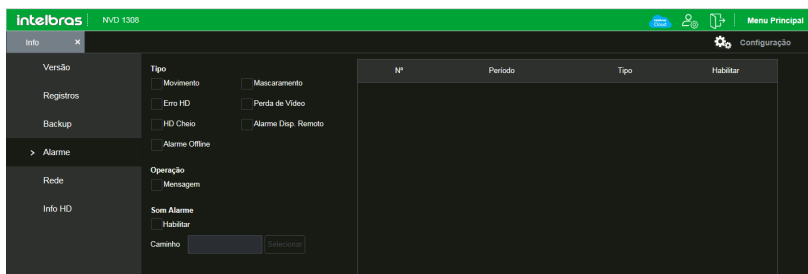 intelbras NVD 1308 intelbras Cloud Menu Principal
Info × Configuração
Versão
Registros
Backup
> Alarme
Rede
Info HD
Tipo
Movimento Mascaramento
Erro HD Perda de Vídeo
HD Cheio Alarme Disp. Remoto
Alarme Offline
Operação
Mensagem
Som Alarme
Habilitar
Caminho Selecionar
Nº Período Tipo Habilitar